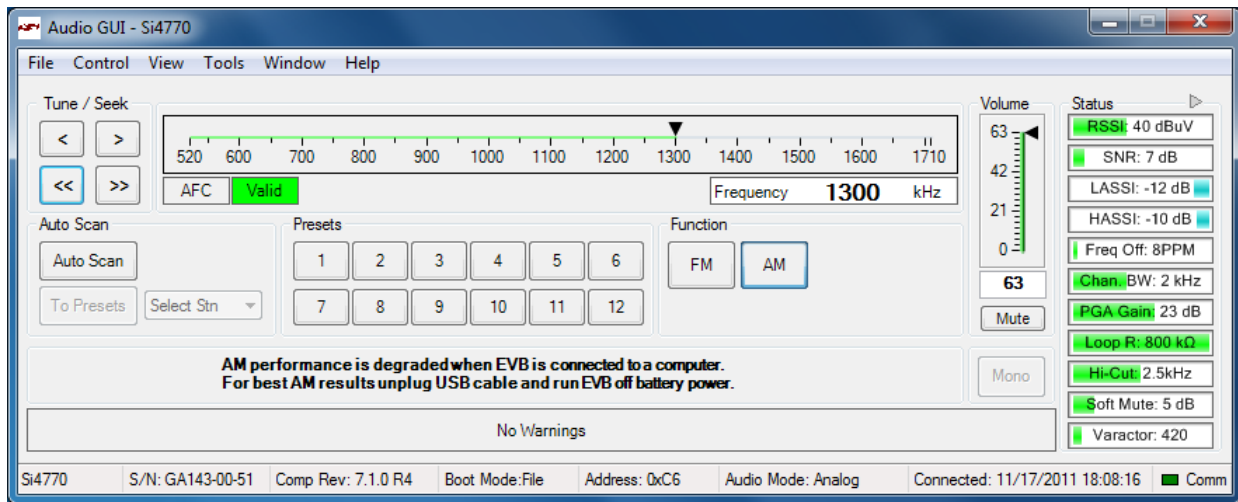 Audio GUI - Si4770
File Control View Tools Window Help
Tune / Seek
< >
<< >>
520 600 700 800 900 1000 1100 1200 1300 1400 1500 1600 1710
AFC Valid Frequency 1300 kHz
Volume
63
42
21
0
63
Mute
Auto Scan
Auto Scan
To Presets Select Stn
Presets
1 2 3 4 5 6
7 8 9 10 11 12
Function
FM AM
AM performance is degraded when EVB is connected to a computer.
For best AM results unplug USB cable and run EVB off battery power.
Mono
No Warnings
Status
RSSI: 40 dBuV
SNR: 7 dB
LASSI: -12 dB
HASSI: -10 dB
Freq Off: 8PPM
Chan. BW: 2 kHz
PGA Gain: 23 dB
Loop R: 800 kΩ
Hi-Cut: 2.5kHz
Soft Mute: 5 dB
Varactor: 420
Si4770 S/N: GA143-00-51 Comp Rev: 7.1.0 R4 Boot Mode:File Address: 0xC6 Audio Mode: Analog Connected: 11/17/2011 18:08:16 Comm